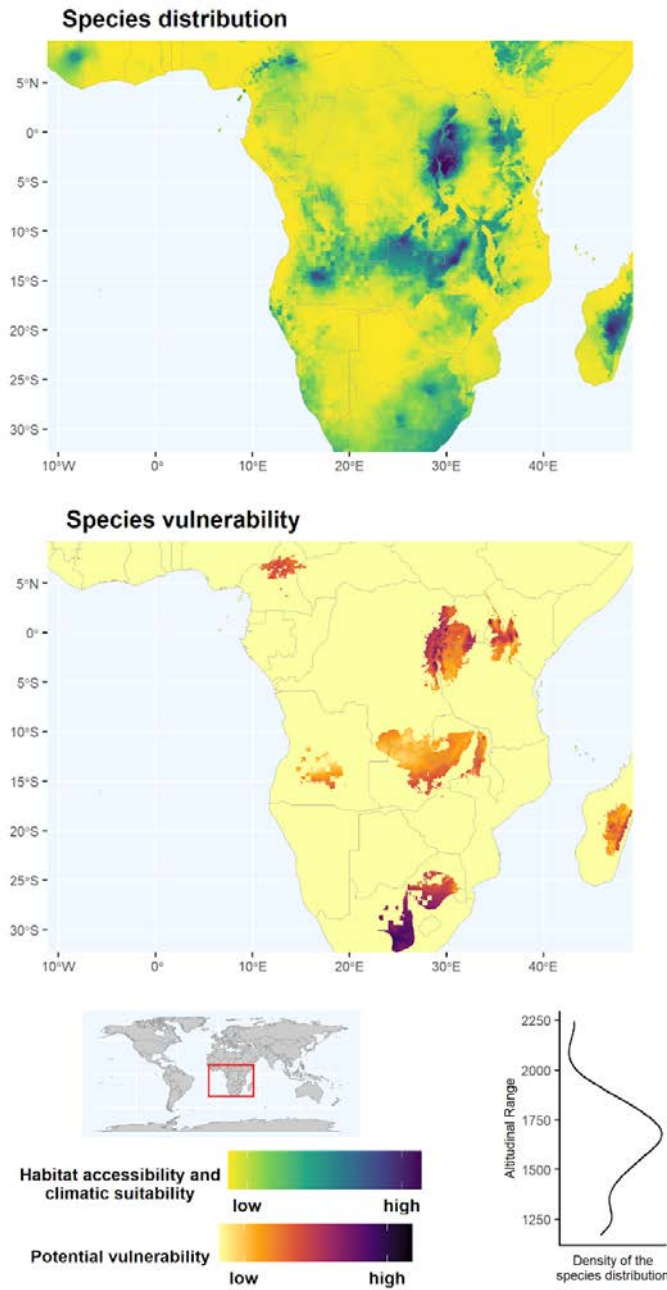 Species distribution
5°N
0°
5°S
10°S
15°S
20°S
25°S
30°S
10°W 0° 10°E 20°E 30°E 40°E
Species vulnerability
5°N
0°
5°S
10°S
15°S
20°S
25°S
30°S
10°W 0° 10°E 20°E 30°E 40°E
Habitat accessibility and
climatic suitability
low high
Potential vulnerability
low high
Altitudinal Range
2250
2000
1750
1500
1250
Density of the
species distribution